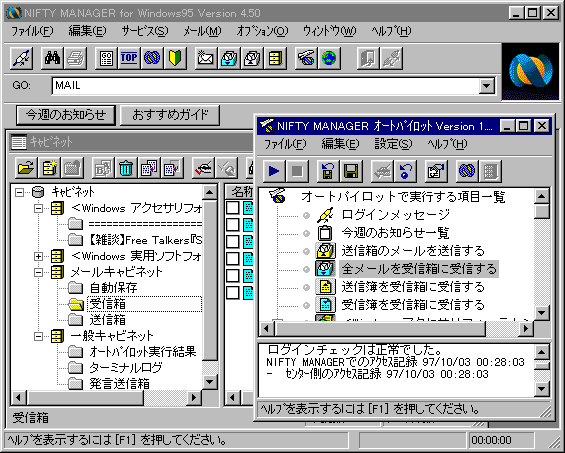 NIFTY MANAGER for Windows95 Version 4.50
ﾌｧｲﾙ(F) 編集(E) ｻｰﾋﾞｽ(S) ﾒｰﾙ(M) ｵﾌﾟｼｮﾝ(O) ｳｨﾝﾄﾞｳ(W) ﾍﾙﾌﾟ(H)
TOP
GO: MAIL
今週のお知らせ おすすめガイド
ｷｬﾋﾞﾈｯﾄ
ｷｬﾋﾞﾈｯﾄ
＜Windows アクセサリフォ
====================
【雑談】Free Talkers『S
＜Windows 実用ソフトフォ
メールキャビネット
自動保存
受信箱
送信箱
一般キャビネット
ｵｰﾄﾊﾟｲﾛｯﾄ実行結果
ターミナルログ
発言送信箱
名称
受信箱
ﾍﾙﾌﾟを表示するには [F1] を押してください。
00:00:00
NIFTY MANAGER ｵｰﾄﾊﾟｲﾛｯﾄ Version 1....
ﾌｧｲﾙ(F) 編集(E) 設定(S) ﾍﾙﾌﾟ(H)
オートパイロットで実行する項目一覧
ログインメッセージ
今週のお知らせ一覧
送信箱のメールを送信する
全メールを受信箱に受信する
送信簿を受信箱に受信する
受信簿を受信箱に受信する
ログインチェックは正常でした。
NIFTY MANAGERでのｱｸｾｽ記録 97/10/03 00:28:03
- ｾﾝﾀｰ側のｱｸｾｽ記録 97/10/03 00:28:03
ﾍﾙﾌﾟを表示するには [F1] を押してください。